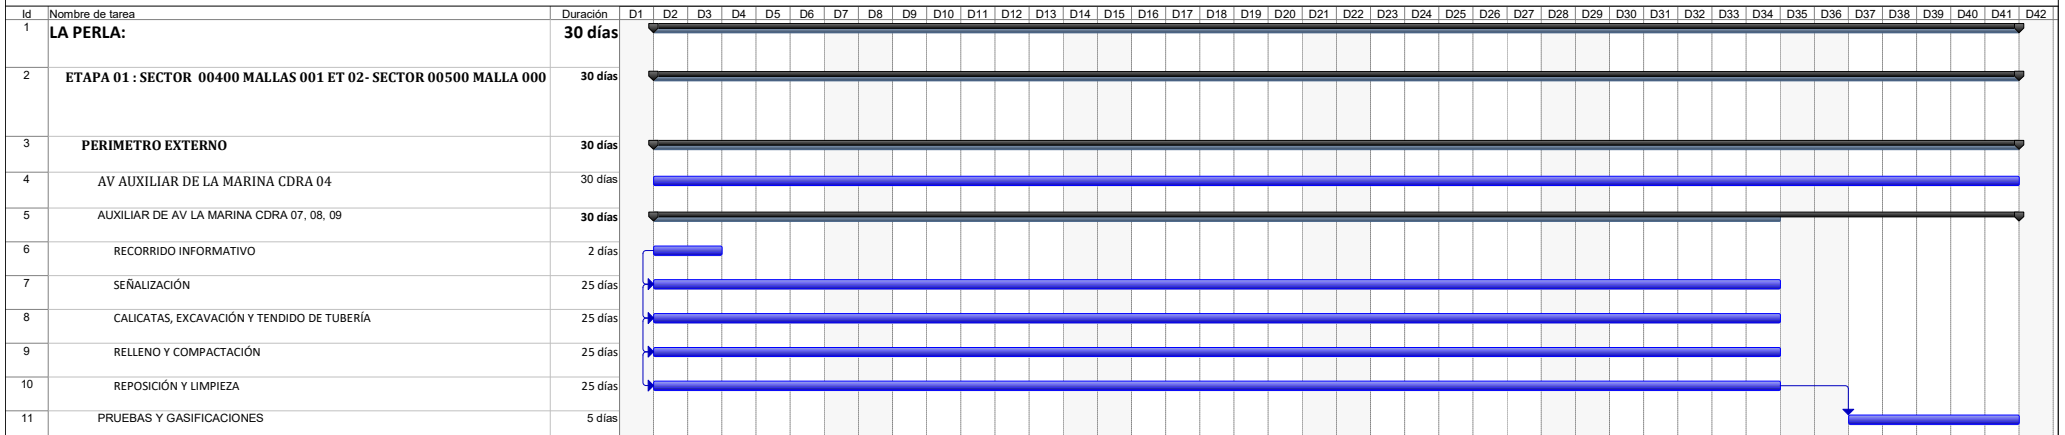 Id Nombre de tarea Duración D1 D2 D3 D4 D5 D6 D7 D8 D9 D10 D11 D12 D13 D14 D15 D16 D17 D18 D19 D20 D21 D22 D23 D24 D25 D26 D27 D28 D29 D30 D31 D32 D33 D34 D35 D36 D37 D38 D39 D40 D41 D42
1 LA PERLA: 30 días
2 ETAPA 01 : SECTOR 00400 MALLAS 001 ET 02- SECTOR 00500 MALLA 000 30 días
3 PERIMETRO EXTERNO 30 días
4 AV AUXILIAR DE LA MARINA CDRA 04 30 días
5 AUXILIAR DE AV LA MARINA CDRA 07, 08, 09 30 días
6 RECORRIDO INFORMATIVO 2 días
7 SEÑALIZACIÓN 25 días
8 CALICATAS, EXCAVACIÓN Y TENDIDO DE TUBERÍA 25 días
9 RELLENO Y COMPACTACIÓN 25 días
10 REPOSICIÓN Y LIMPIEZA 25 días
11 PRUEBAS Y GASIFICACIONES 5 días